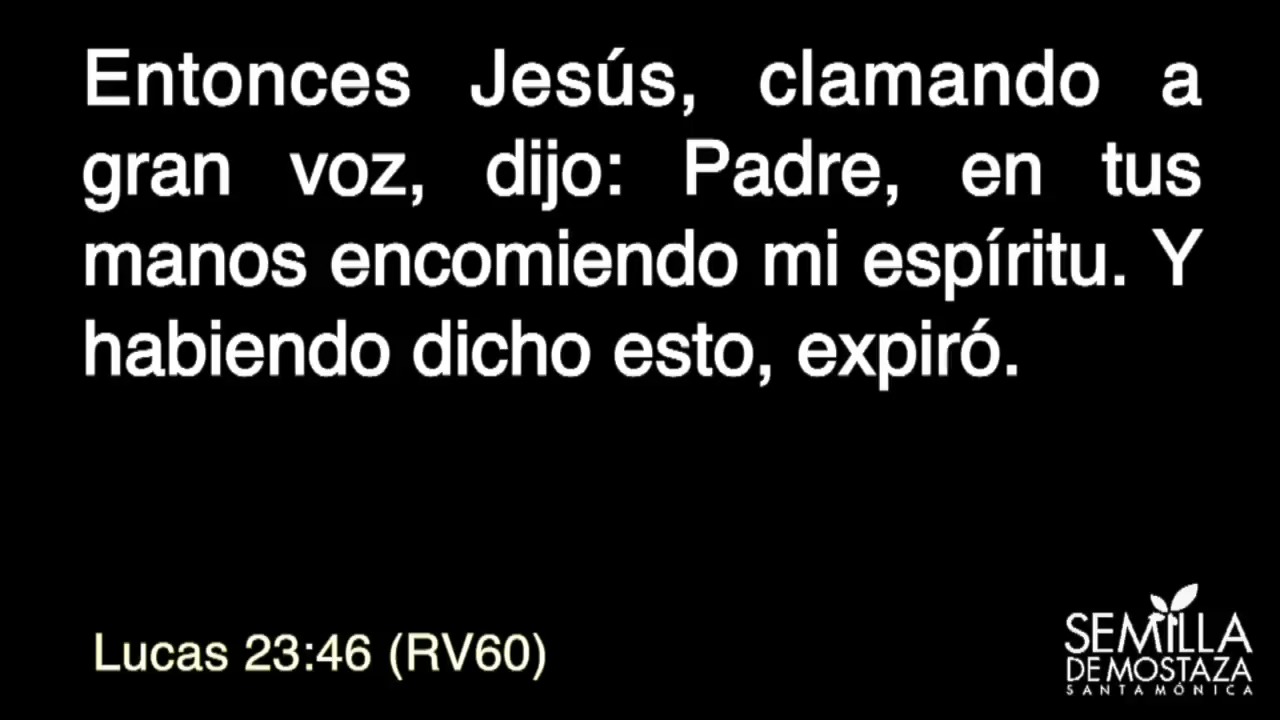 Entonces Jesús, clamando a
gran voz, dijo: Padre, en tus
manos encomiendo mi espíritu. Y
habiendo dicho esto, expiró.
Lucas 23:46 (RV60)
SEMILLA
DE MOSTAZA
SANTA MÓNICA